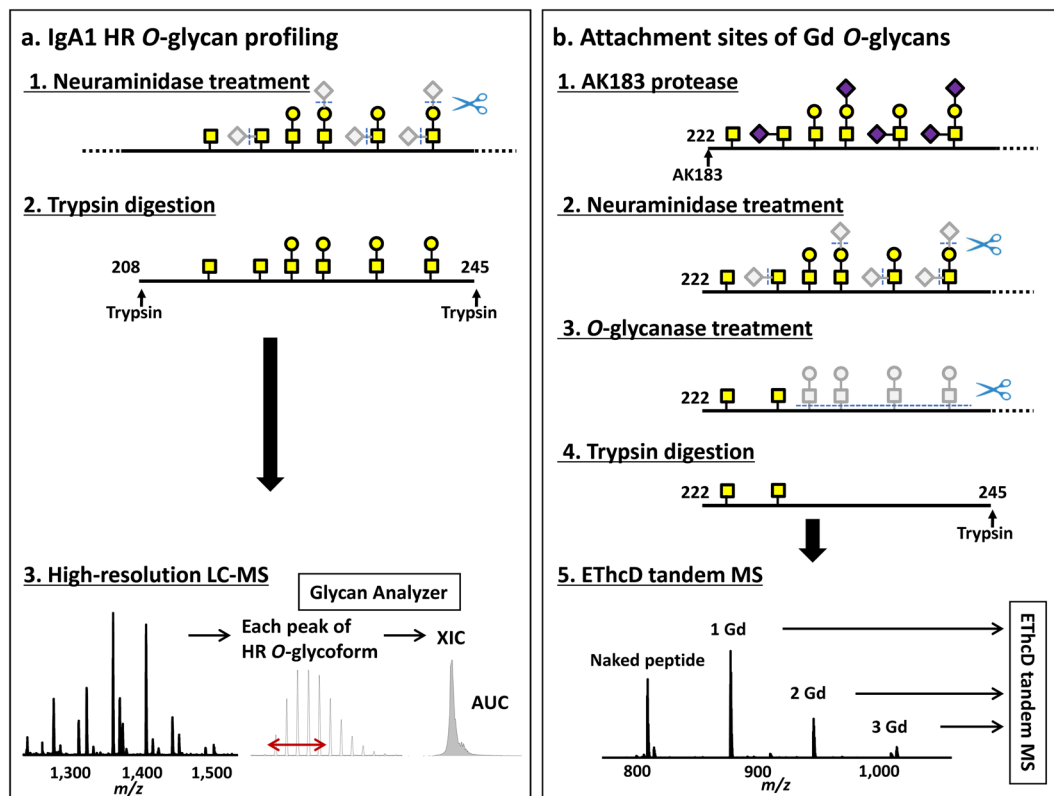 a. IgA1 HR O-glycan profiling
1. Neuraminidase treatment
2. Trypsin digestion
208
245
Trypsin
Trypsin
3. High-resolution LC-MS
Glycan Analyzer
Each peak of
HR O-glycoform
XIC
AUC
1,300
1,400
1,500
m/z
b. Attachment sites of Gd O-glycans
1. AK183 protease
222
AK183
2. Neuraminidase treatment
222
3. O-glycanase treatment
222
4. Trypsin digestion
222
245
Trypsin
5. EThcD tandem MS
1 Gd
Naked peptide
2 Gd
3 Gd
EThcD tandem MS
800
900
1,000
m/z